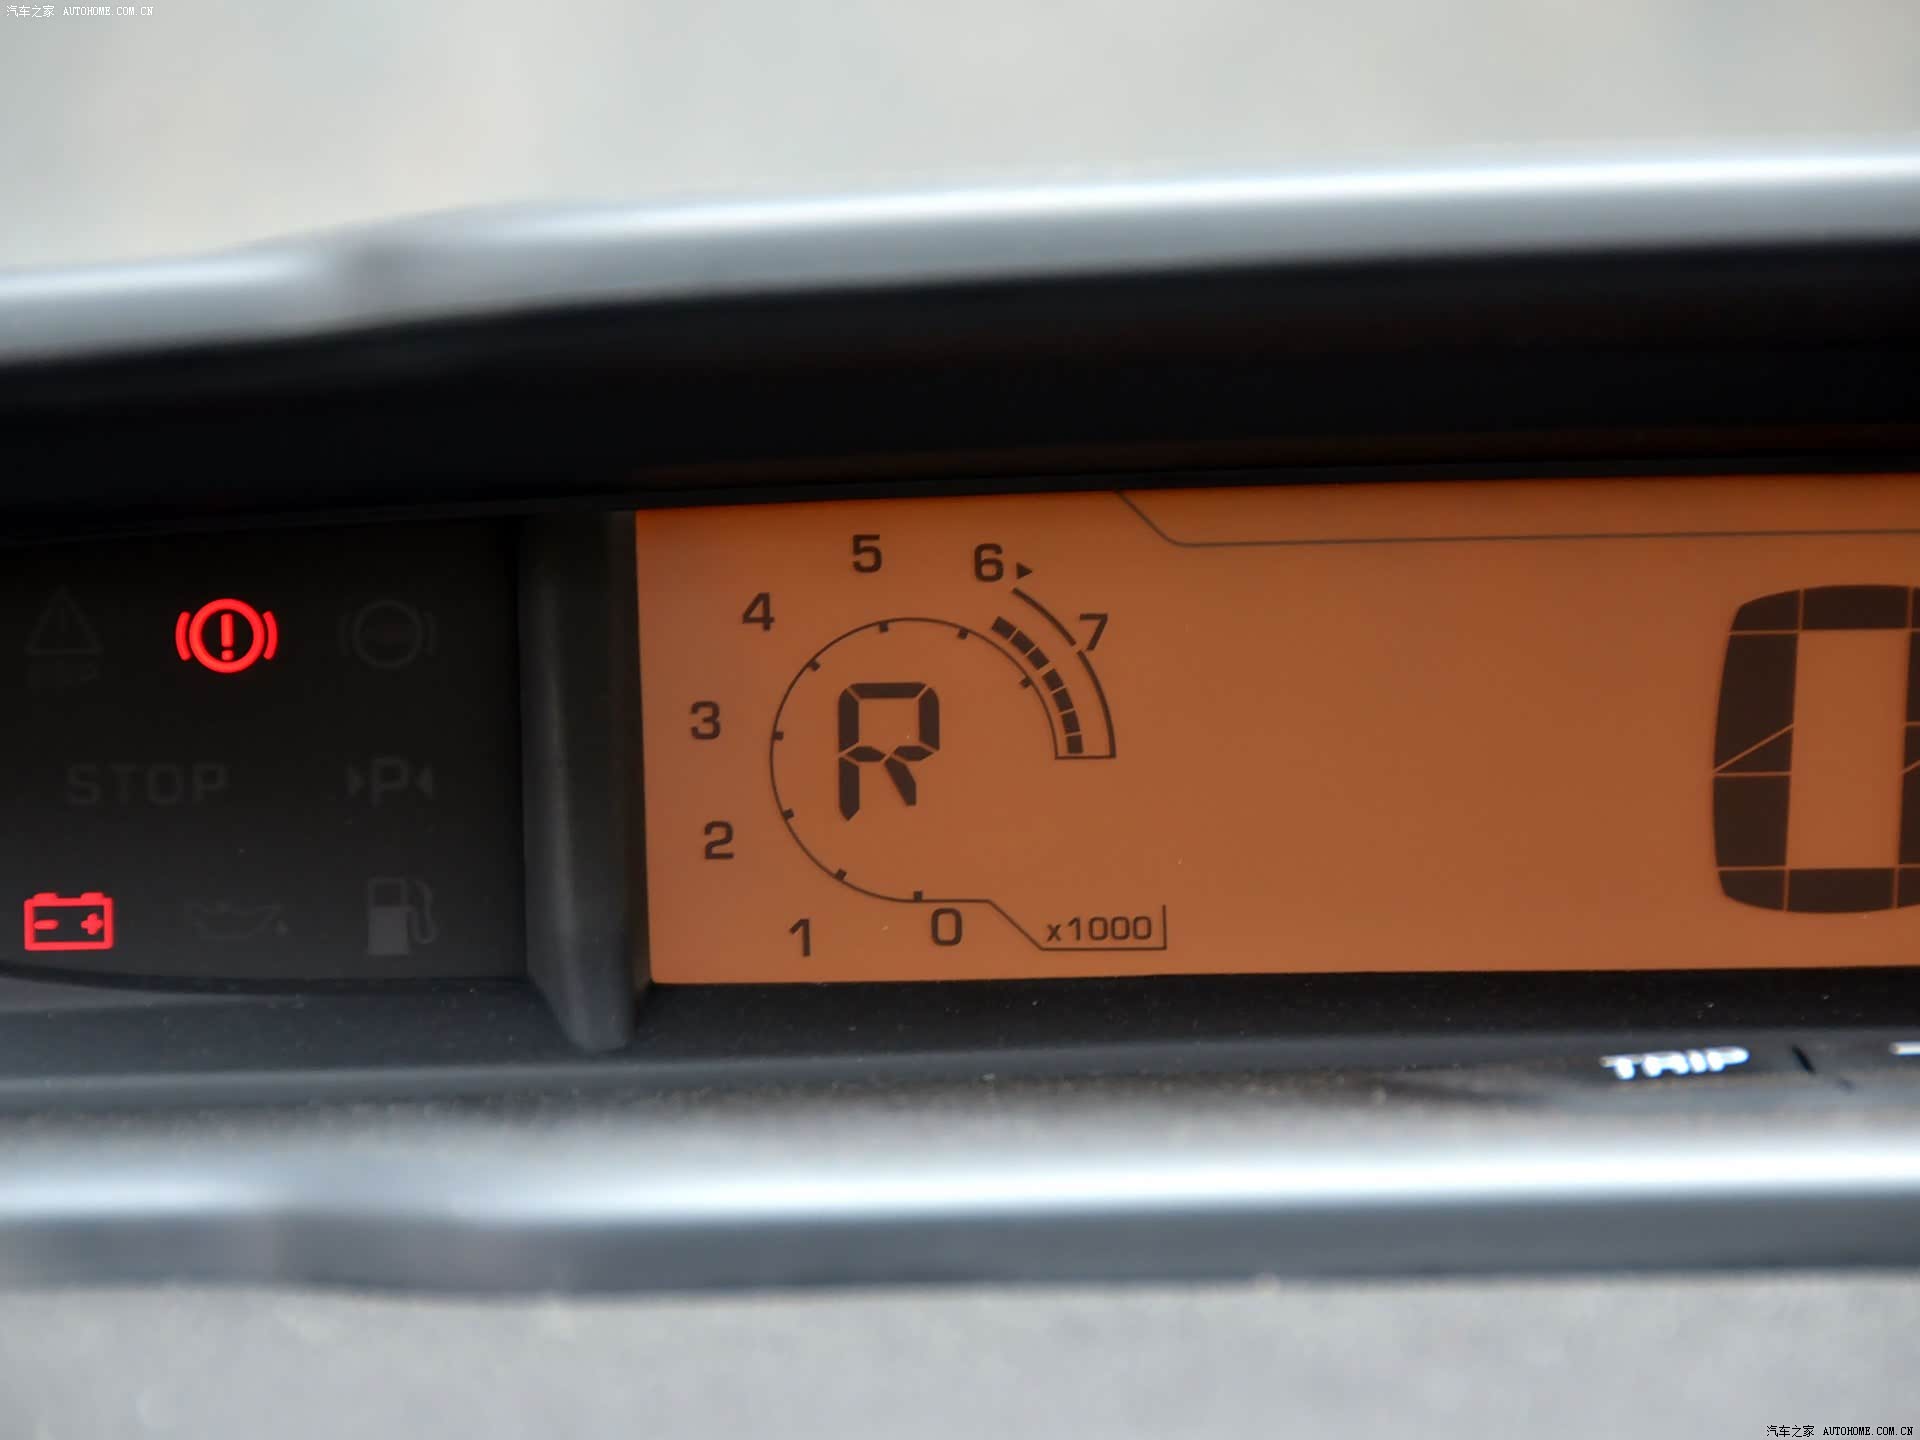 汽车之家 AUTOHOME.COM.CN
5
6
4
7
3
R
2
1
0
x1000
STOP
P
TRIP
汽车之家 AUTOHOME.COM.CN